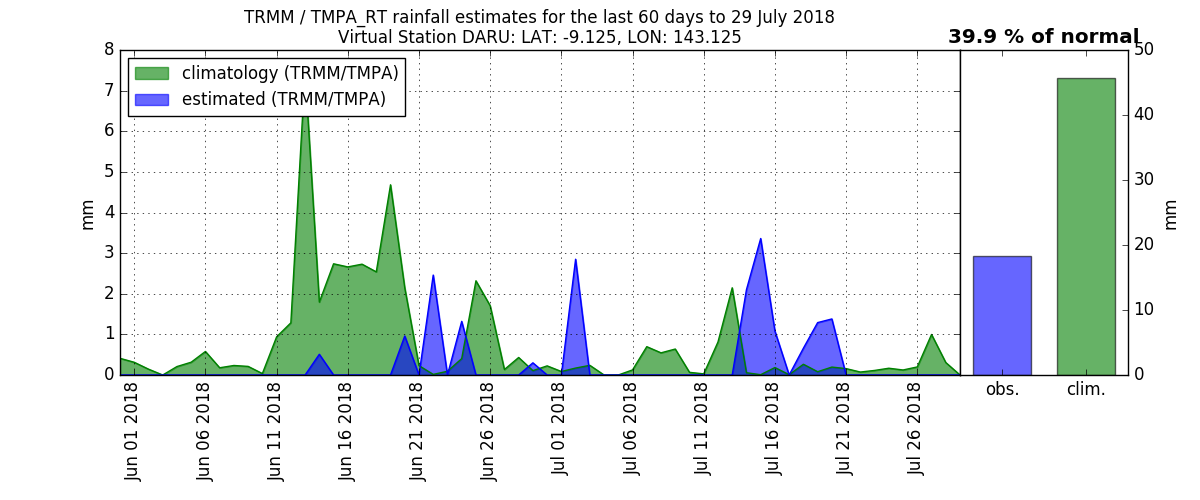 TRMM / TMPA_RT rainfall estimates for the last 60 days to 29 July 2018
Virtual Station DARU: LAT: -9.125, LON: 143.125
39.9 % of normal
climatology (TRMM/TMPA)
estimated (TRMM/TMPA)
mm
8
7
6
5
4
3
2
1
0
Jun 01 2018
Jun 06 2018
Jun 11 2018
Jun 16 2018
Jun 21 2018
Jun 26 2018
Jul 01 2018
Jul 06 2018
Jul 11 2018
Jul 16 2018
Jul 21 2018
Jul 26 2018
obs.
clim.
50
40
30
20
10
0
mm